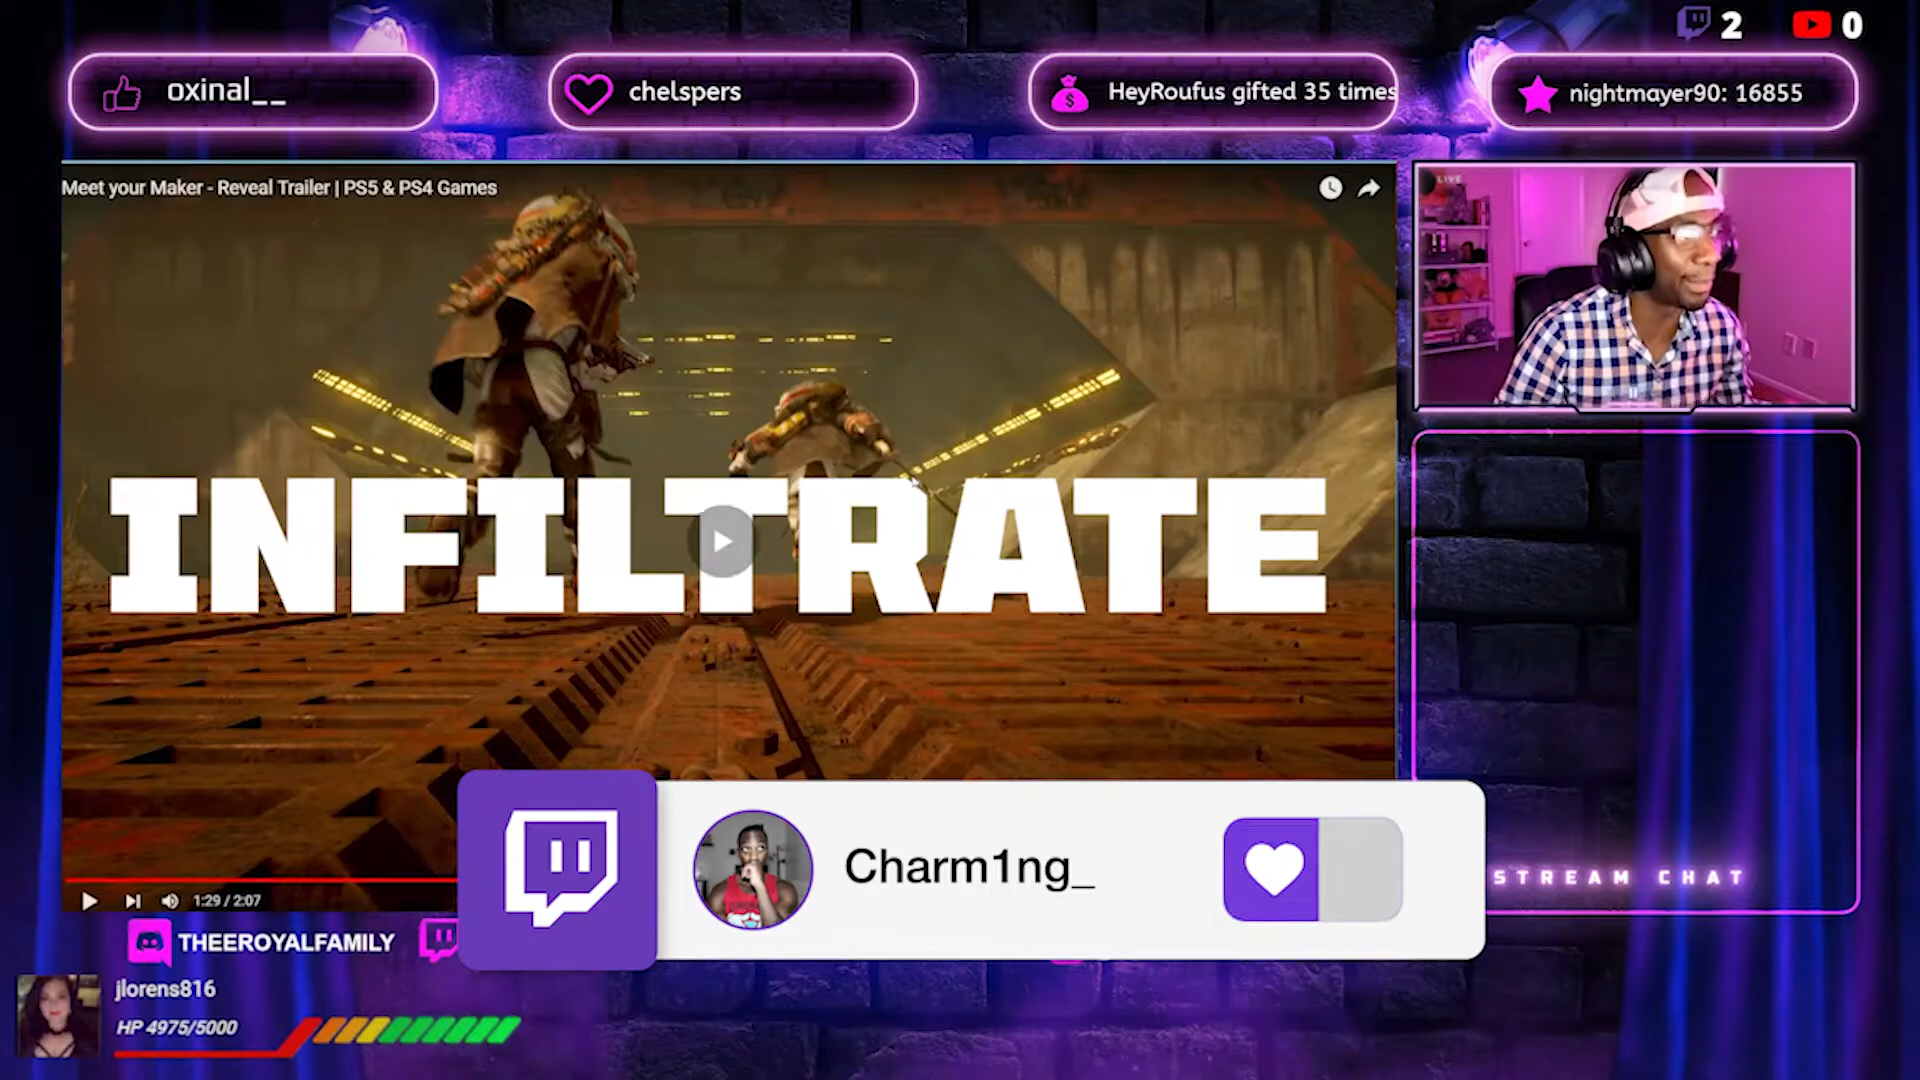 2
0
oxinal__
chelspers
HeyRoufus gifted 35 times
nightmayer90: 16855
Meet your Maker - Reveal Trailer | PS5 & PS4 Games
LIVE
INFILTRATE
Charm1ng_
STREAM CHAT
1:29 / 2:07
THEEROYALFAMILY
jlorens816
HP 4975/5000